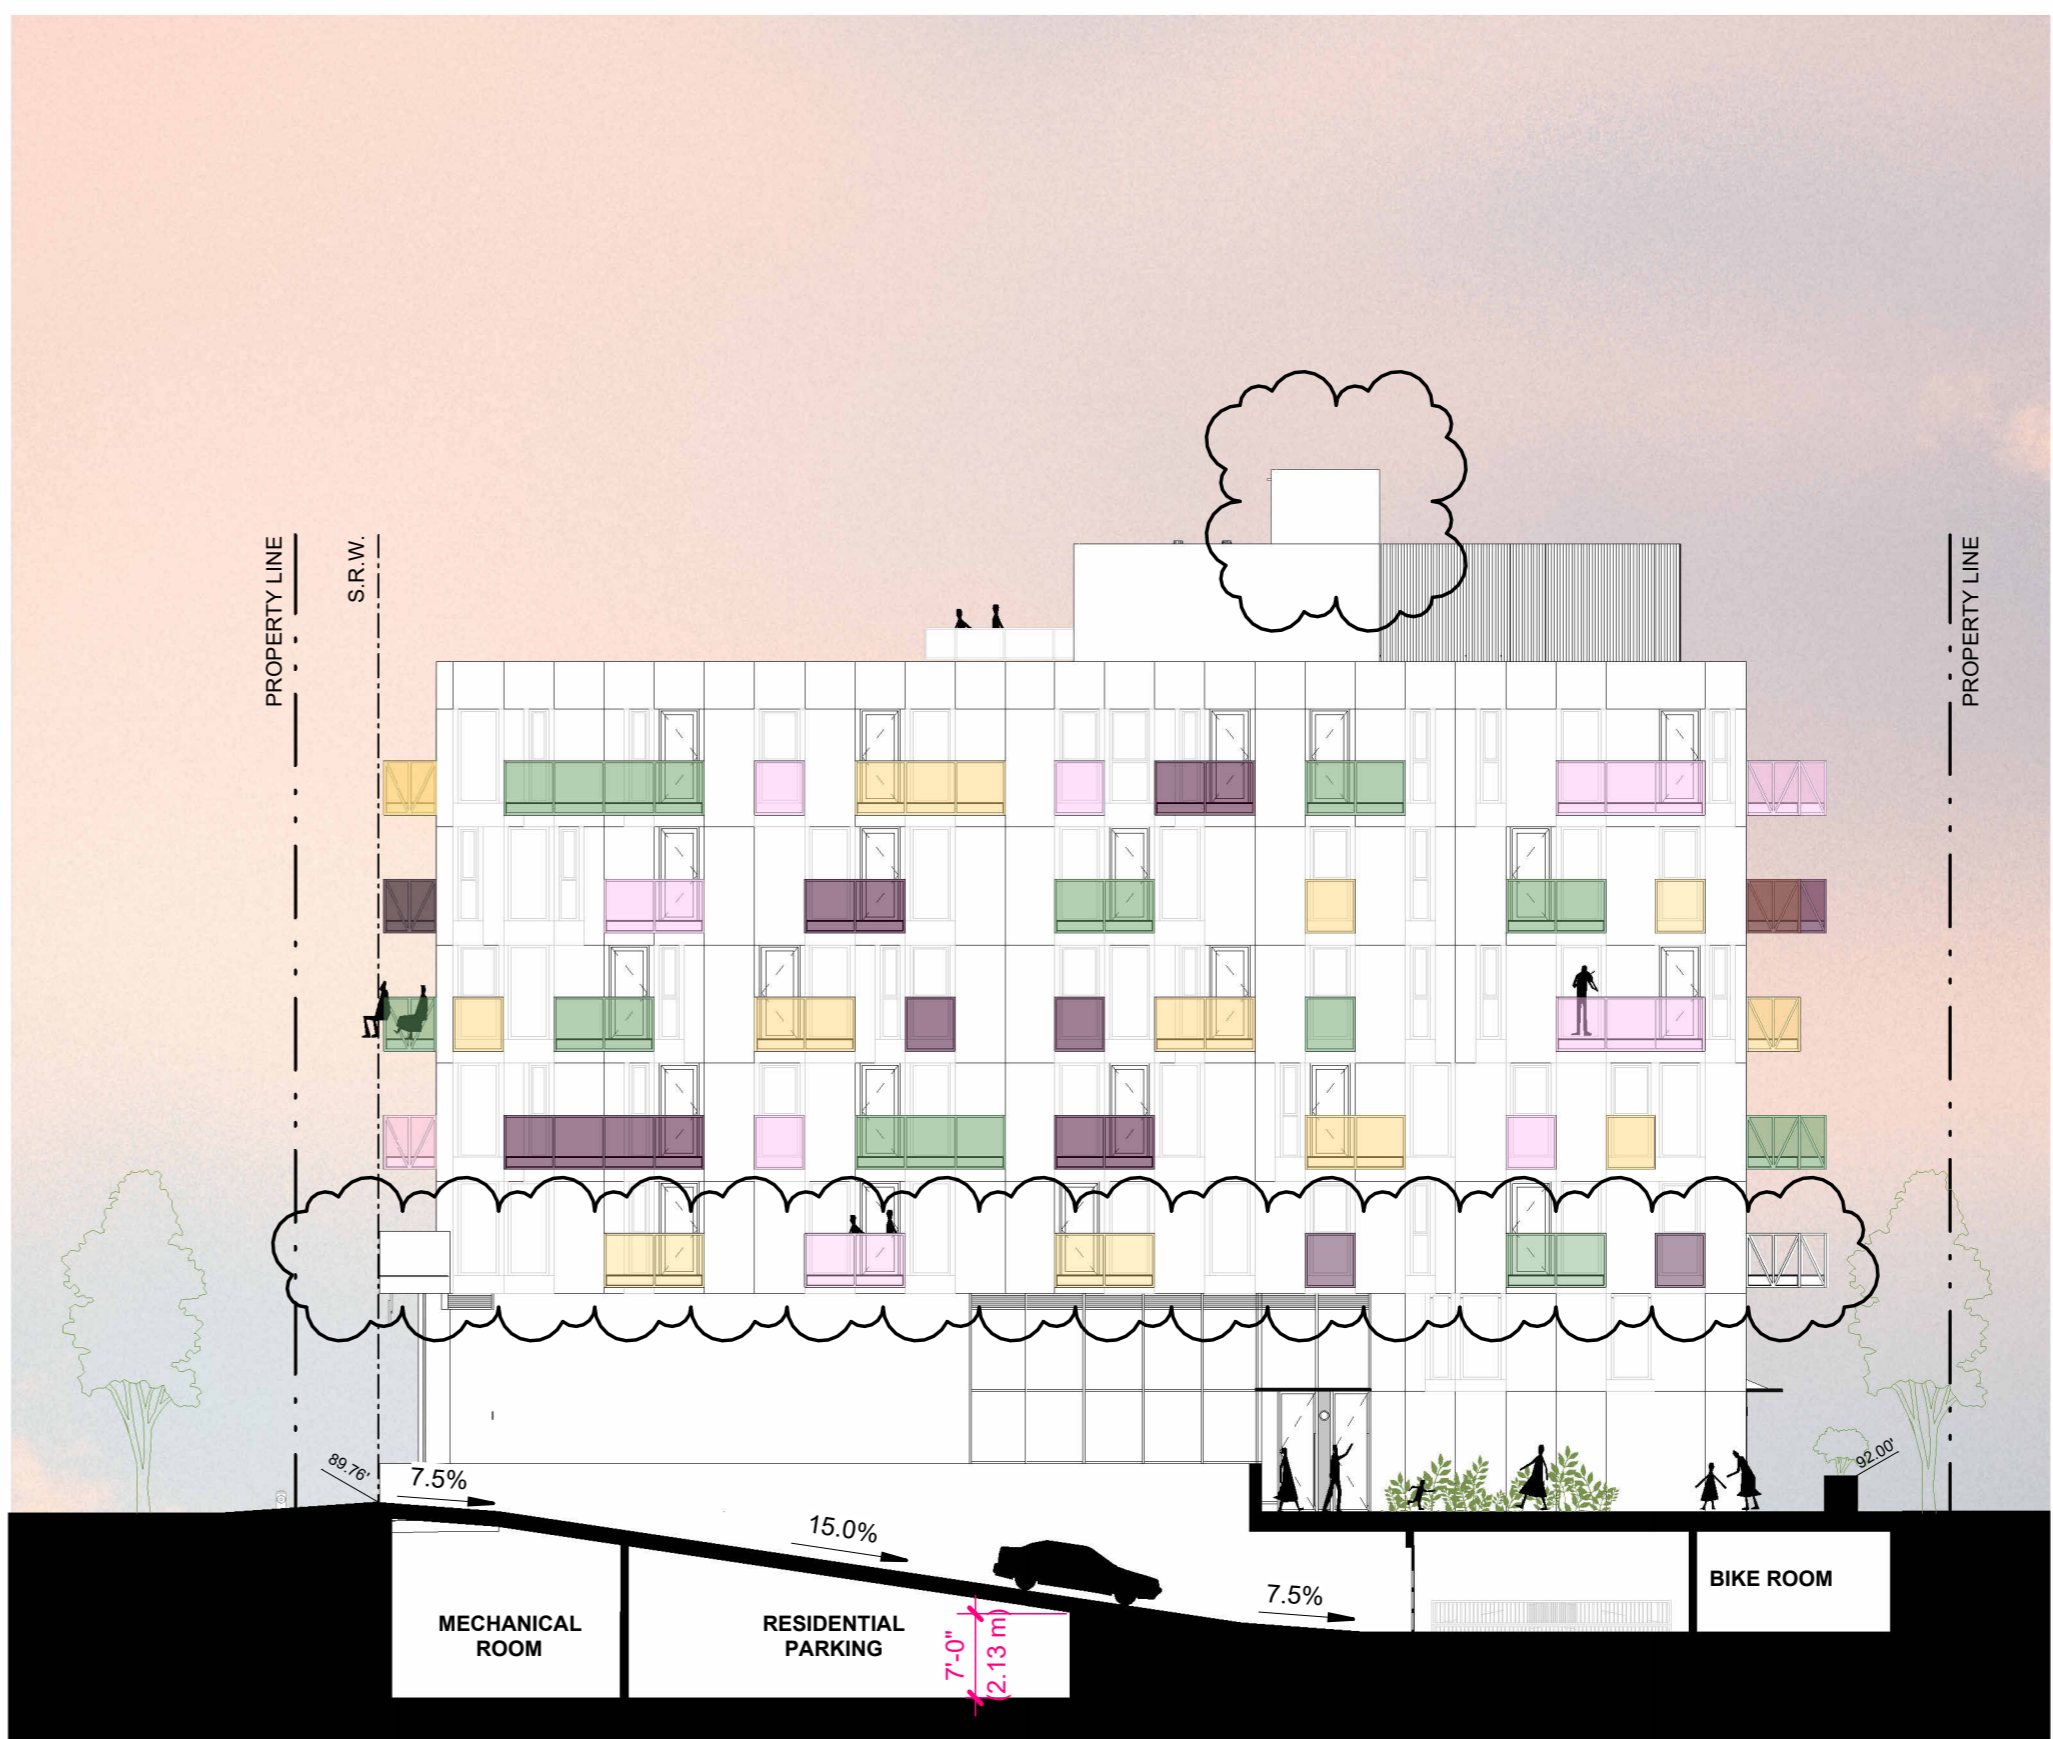 PROPERTY LINE
S.R.W.
PROPERTY LINE
89.76'
7.5%
92.00'
15.0%
7.5%
BIKE ROOM
MECHANICAL
ROOM
RESIDENTIAL
PARKING
7'-0"
(2.13 m)